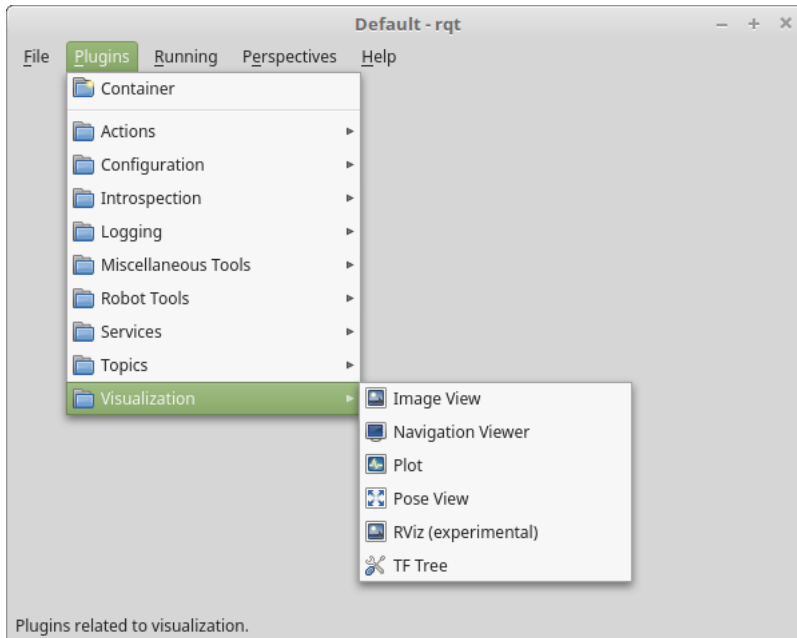 Default - rqt
File Plugins Running Perspectives Help
Container
Actions
Configuration
Introspection
Logging
Miscellaneous Tools
Robot Tools
Services
Topics
Visualization
Image View
Navigation Viewer
Plot
Pose View
RViz (experimental)
TF Tree
Plugins related to visualization.